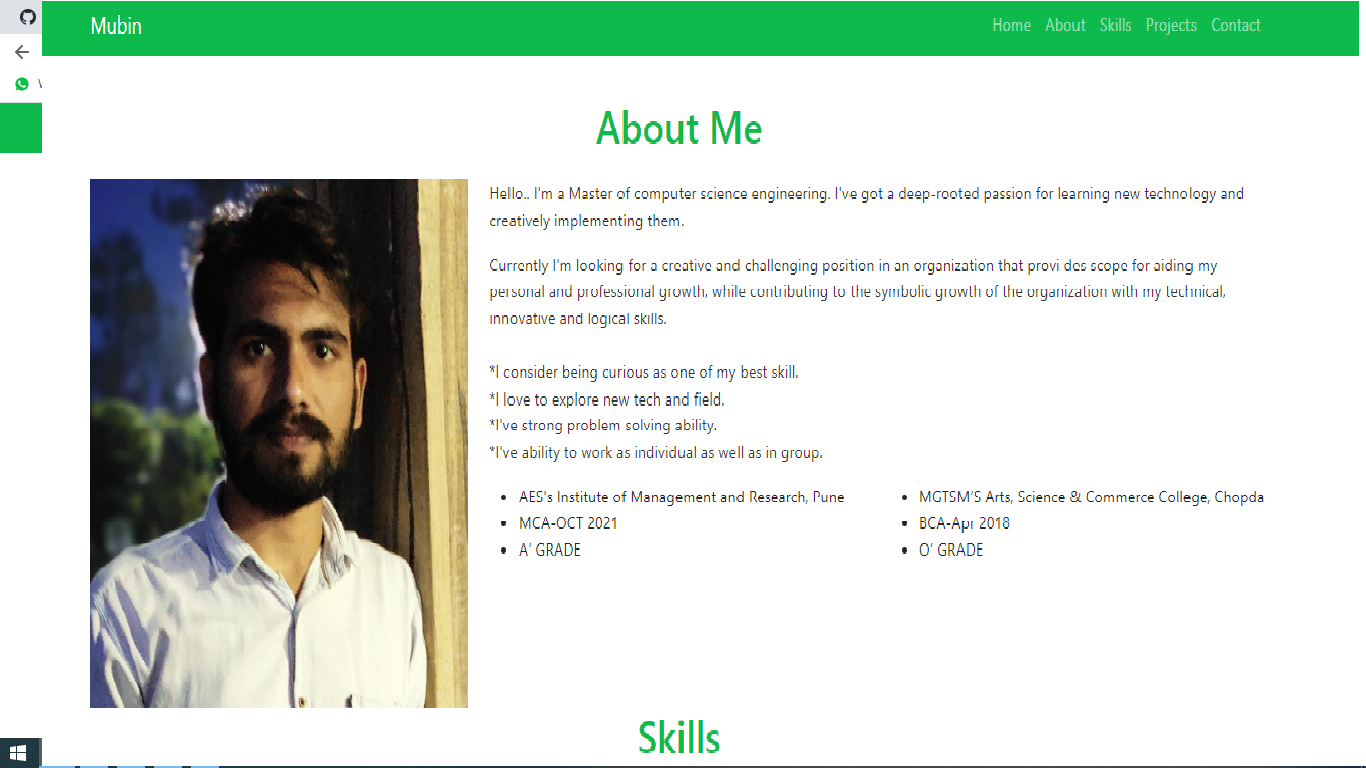 Mubin
Home About Skills Projects Contact
About Me
Hello.. I'm a Master of computer science engineering. I've got a deep-rooted passion for learning new technology and
creatively implementing them.
Currently I'm looking for a creative and challenging position in an organization that provi des scope for aiding my
personal and professional growth, while contributing to the symbolic growth of the organization with my technical,
innovative and logical skills.
*I consider being curious as one of my best skill.
*I love to explore new tech and field.
*I've strong problem solving ability.
*I've ability to work as individual as well as in group.
• AES's Institute of Management and Research, Pune
• MCA-OCT 2021
• A’ GRADE
• MGTSM’S Arts, Science & Commerce College, Chopda
• BCA-Apr 2018
• O’ GRADE
Skills